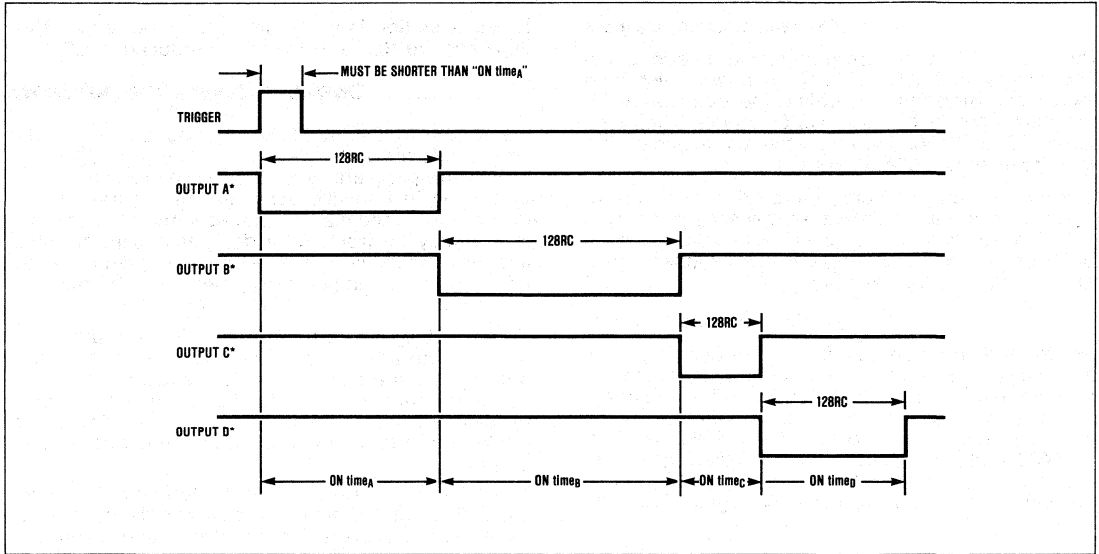 MUST BE SHORTER THAN "ON timeA"
TRIGGER
128RC
OUTPUT A*
128RC
OUTPUT B*
128RC
OUTPUT C*
128RC
OUTPUT D*
ON timeA
ON timeB
ON timeC
ON timeD